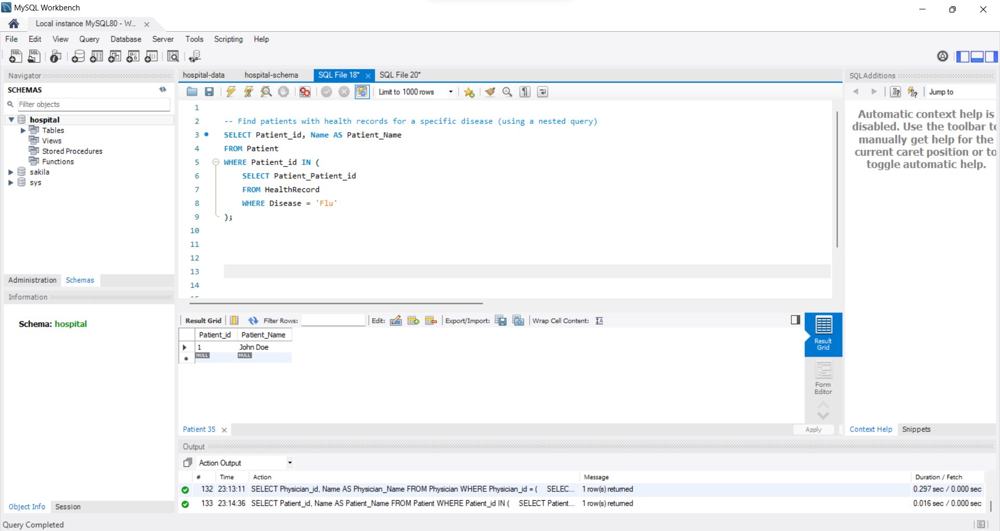 MySQL Workbench
Local instance MySQL80 - W...
File Edit View Query Database Server Tools Scripting Help
Navigator
SCHEMAS
Filter objects
hospital
Tables
Views
Stored Procedures
Functions
sakila
sys
Administration Schemas
Information
Schema: hospital
Object Info Session
hospital-data hospital-schema SQL File 18* SQL File 20*
Limit to 1000 rows
1
2 -- Find patients with health records for a specific disease (using a nested query)
3 SELECT Patient_id, Name AS Patient_Name
4 FROM Patient
5 WHERE Patient_id IN (
6 SELECT Patient_Patient_id
7 FROM HealthRecord
8 WHERE Disease = 'Flu'
9 );
10
11
12
13
14
Result Grid Filter Rows: Edit: Export/Import: Wrap Cell Content:
Patient_id Patient_Name
1 John Doe
NULL NULL
Result
Grid
Form
Editor
Patient 35
Apply
SQLAdditions
Jump to
Automatic context help is
disabled. Use the toolbar to
manually get help for the
current caret position or to
toggle automatic help.
Context Help Snippets
Output
Action Output
# Time Action Message Duration / Fetch
132 23:13:11 SELECT Physician_id, Name AS Physician_Name FROM Physician WHERE Physician_id = ( SELEC... 1 row(s) returned 0.297 sec / 0.000 sec
133 23:14:36 SELECT Patient_id, Name AS Patient_Name FROM Patient WHERE Patient_id IN ( SELECT Patient... 1 row(s) returned 0.016 sec / 0.000 sec
Query Completed